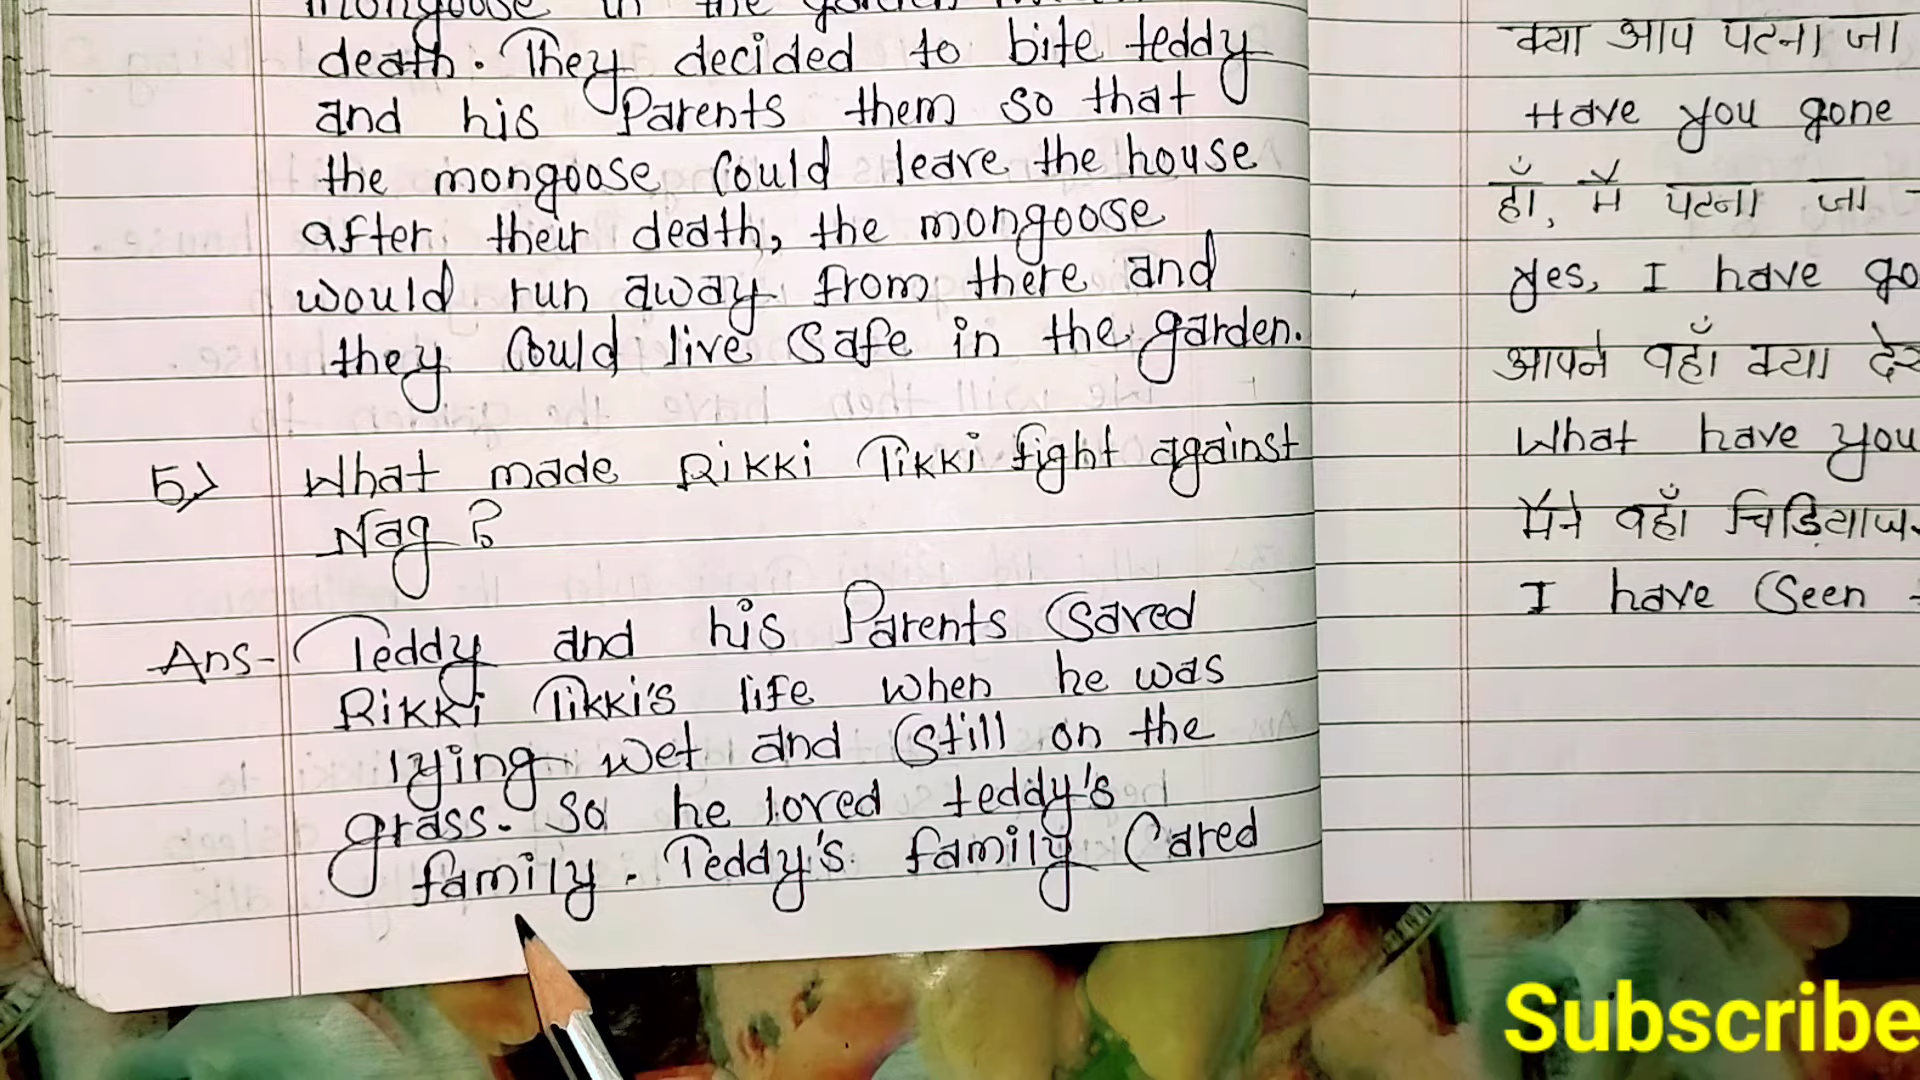 mongoose in the garden
death. They decided to bite teddy
and his Parents them so that
the mongoose Could leave the house
after their death, the mongoose
would run away from there and
they Could live Safe in the garden.
5) What made Rikki Tikki fight against
Nag?
Ans- Teddy and his Parents Saved
Rikki Tikki's life when he was
lying wet and still on the
grass. So he loved teddy's
family. Teddy's family Cared
क्या आप पटना जा
Have you gone
हाँ, मैं पटना जा
Yes, I have go
आपने वहाँ क्या
What have you
मैंने वहाँ
I have Seen
Subscribe